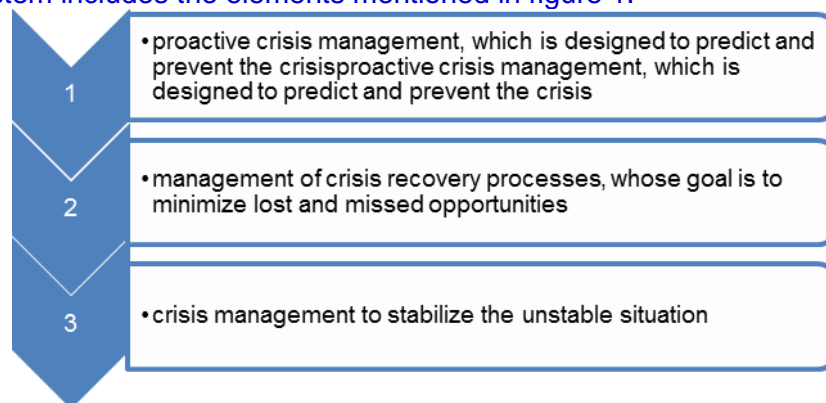 stem includes the elements mentioned in figure 1.
1
•proactive crisis management, which is designed to predict and
prevent the crisisproactive crisis management, which is
designed to predict and prevent the crisis
2
•management of crisis recovery processes, whose goal is to
minimize lost and missed opportunities
3
•crisis management to stabilize the unstable situation